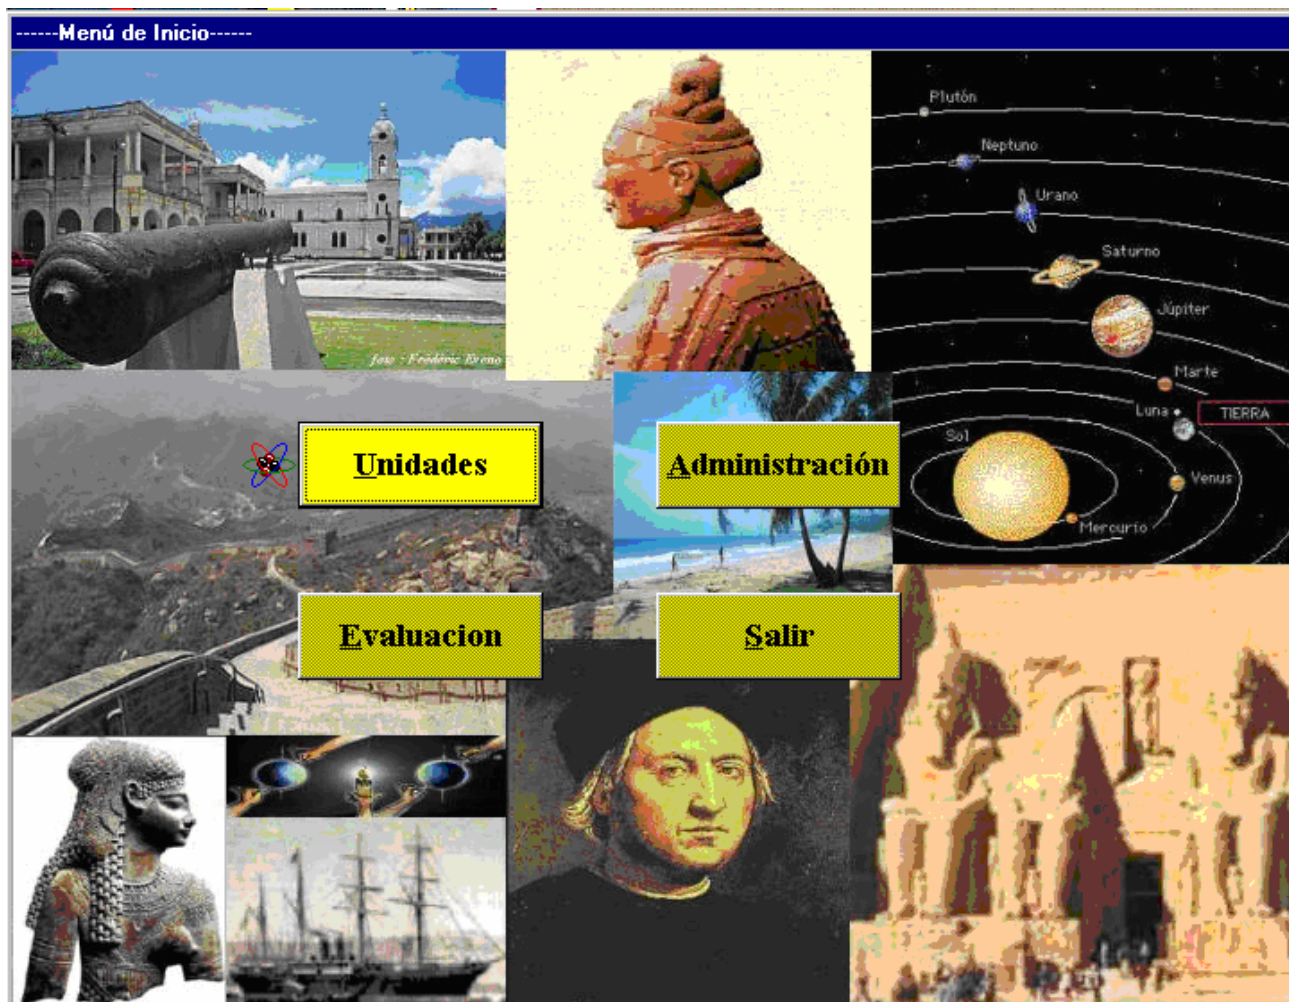 ------Menú de Inicio------
foto : Frédéric Exeno
Plutón
Neptuno
Urano
Saturno
Júpiter
Marte
Luna
TIERRA
Sol
Venus
Mercurio
Unidades
Administración
Evaluacion
Salir